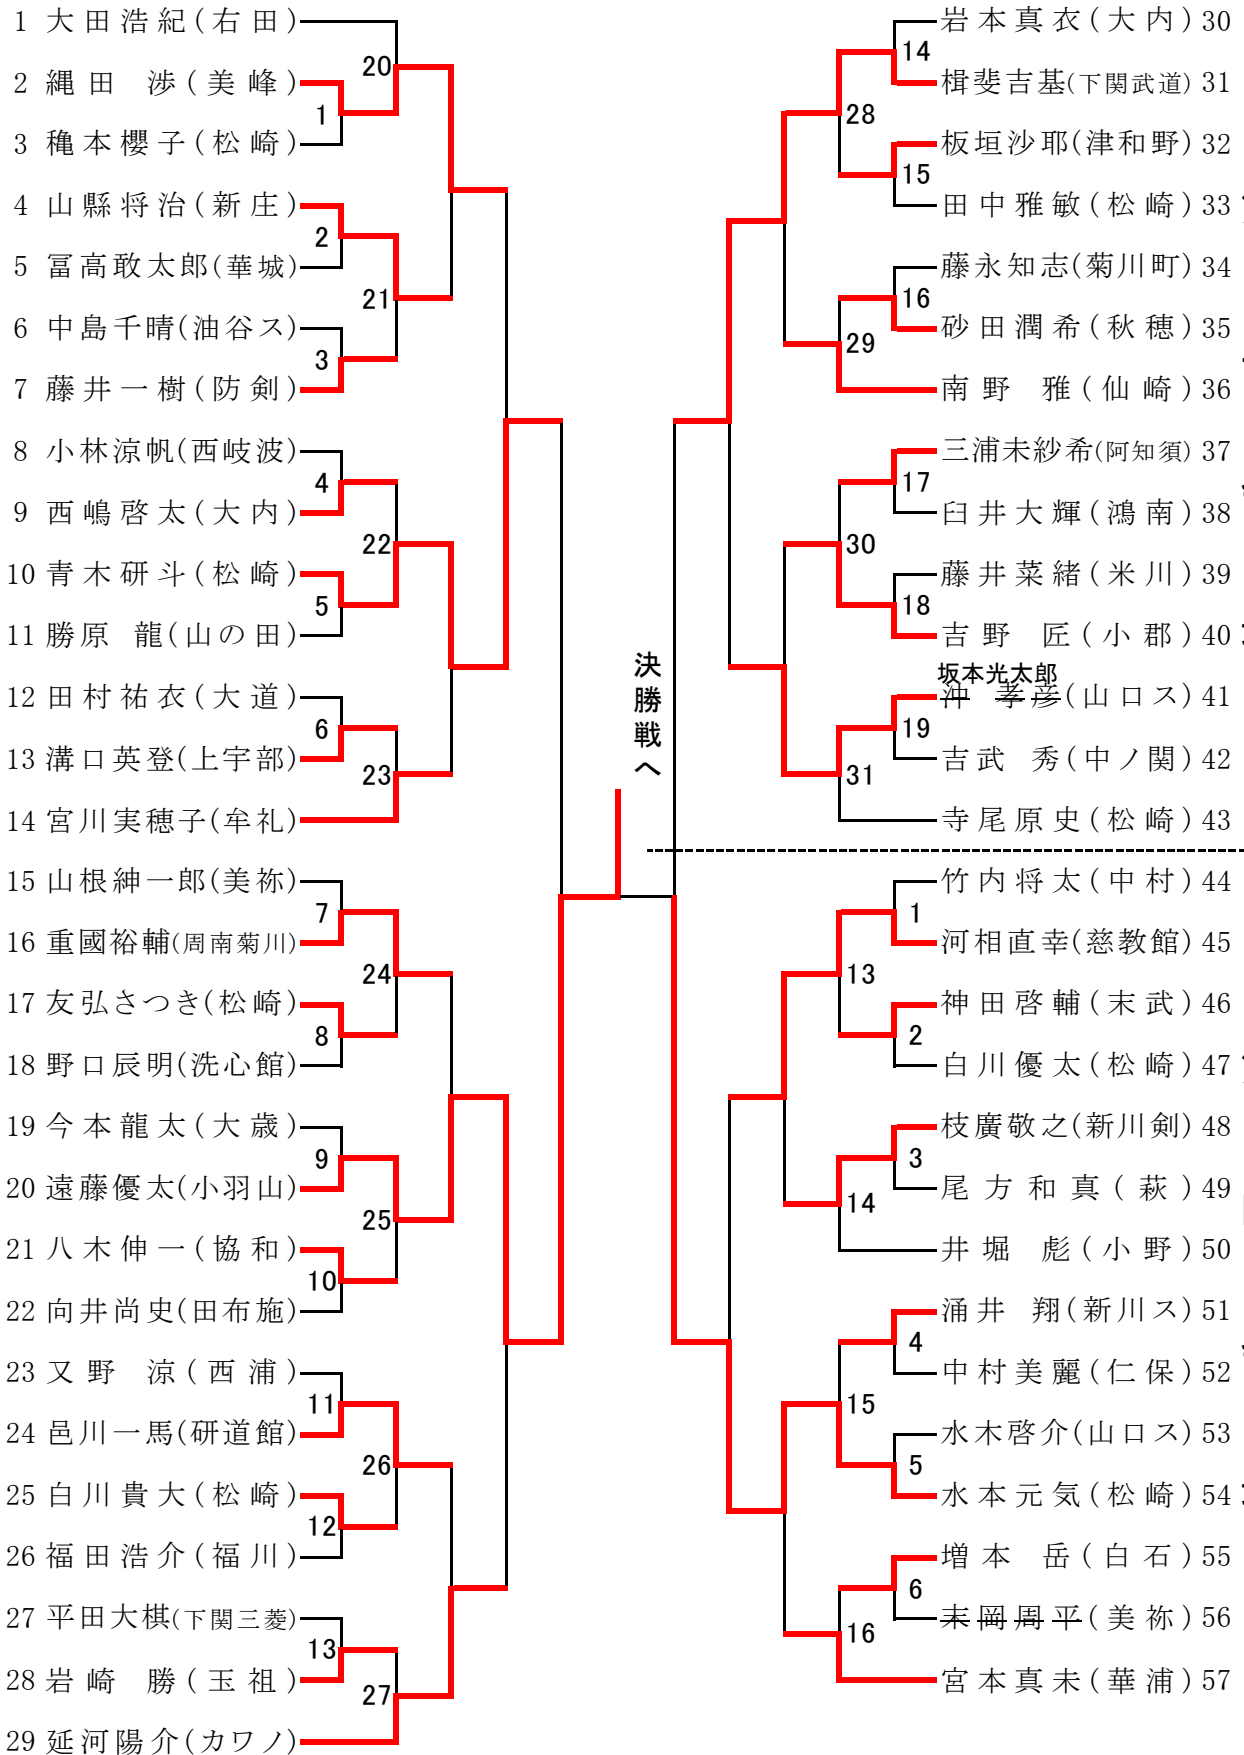 1 大田浩紀(右田)
2 縄田 渉(美峰)
3 穐本櫻子(松崎)
4 山縣将治(新庄)
5 冨高敢太郎(華城)
6 中島千晴(油谷ス)
7 藤井一樹(防剣)
8 小林涼帆(西岐波)
9 西嶋啓太(大内)
10 青木研斗(松崎)
11 勝原 龍(山の田)
12 田村祐衣(大道)
13 溝口英登(上宇部)
14 宮川実穂子(牟礼)
15 山根紳一郎(美祢)
16 重國裕輔(周南菊川)
17 友弘さつき(松崎)
18 野口辰明(洗心館)
19 今本龍太(大歳)
20 遠藤優太(小羽山)
21 八木伸一(協和)
22 向井尚史(田布施)
23 又野 涼(西浦)
24 邑川一馬(研道館)
25 白川貴大(松崎)
26 福田浩介(福川)
27 平田大棋(下関三菱)
28 岩崎 勝(玉祖)
29 延河陽介(カワノ)
1
2
3
4
5
6
7
8
9
10
11
12
13
20
21
22
23
24
25
26
27
決勝戦へ
岩本真衣(大内) 30
楫斐吉基(下関武道) 31
板垣沙耶(津和野) 32
田中雅敏(松崎) 33
藤永知志(菊川町) 34
砂田潤希(秋穂) 35
南野 雅(仙崎) 36
三浦未紗希(阿知須) 37
臼井大輝(鴻南) 38
藤井菜緒(米川) 39
吉野 匠(小郡) 40
坂本光太郎
沖 孝彦(山口ス) 41
吉武 秀(中ノ関) 42
寺尾原史(松崎) 43
竹内将太(中村) 44
河相直幸(慈教館) 45
神田啓輔(末武) 46
白川優太(松崎) 47
枝廣敬之(新川剣) 48
尾方和真(萩) 49
井堀 彪(小野) 50
涌井 翔(新川ス) 51
中村美麗(仁保) 52
水木啓介(山口ス) 53
水本元気(松崎) 54
増本 岳(白石) 55
末岡周平(美祢) 56
宮本真未(華浦) 57
14
15
16
17
18
19
28
29
30
31
1
2
3
4
5
6
13
14
15
16